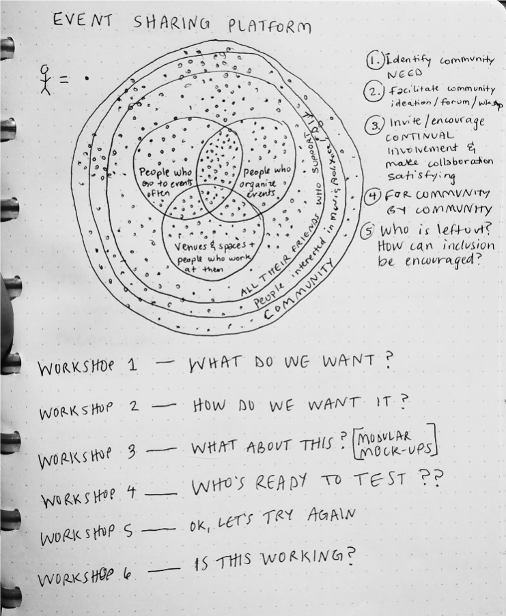 EVENT SHARING PLATFORM
1. Identify community
NEED
2. facilitate community
ideation/forum/
3. Invite/encourage
CONTINUAL
INVOLVEMENT &
make collaboration
satisfying
4 FOR COMMUNITY
BY COMMUNITY
5 Who is left out?
How can inclusion
be encouraged?
People who
go to events
often
People who
organize
events
Venues & spaces +
people who work
at them
ALL THEIR FRIENDS WHO SUPPORT
People interested in
COMMUNITY
WORKSHOP 1 — WHAT DO WE WANT?
WORKSHOP 2 — HOW DO WE WANT IT?
WORKSHOP 3 — WHAT ABOUT THIS? [MODULAR
MOCK-UPS]
WORKSHOP 4 — WHO'S READY TO TEST ??
WORKSHOP 5 — OK, LET'S TRY AGAIN
WORKSHOP 6 — IS THIS WORKING?